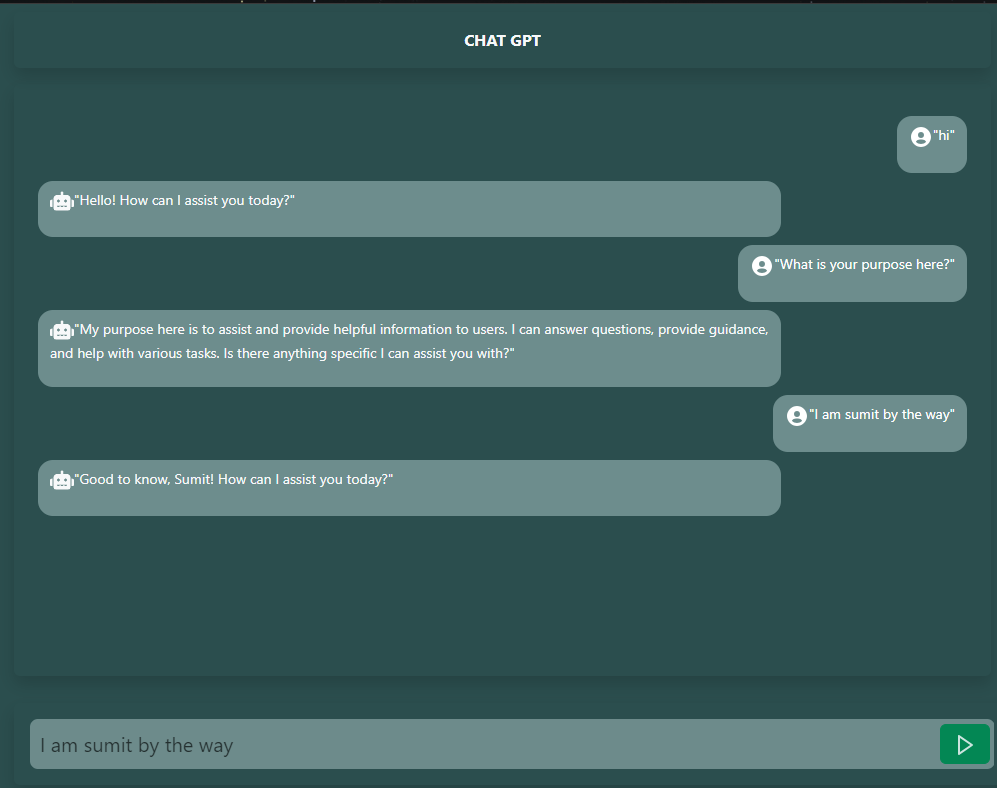 CHAT GPT
"hi"
"Hello! How can I assist you today?"
"What is your purpose here?"
"My purpose here is to assist and provide helpful information to users. I can answer questions, provide guidance,
and help with various tasks. Is there anything specific I can assist you with?"
"I am sumit by the way"
"Good to know, Sumit! How can I assist you today?"
I am sumit by the way